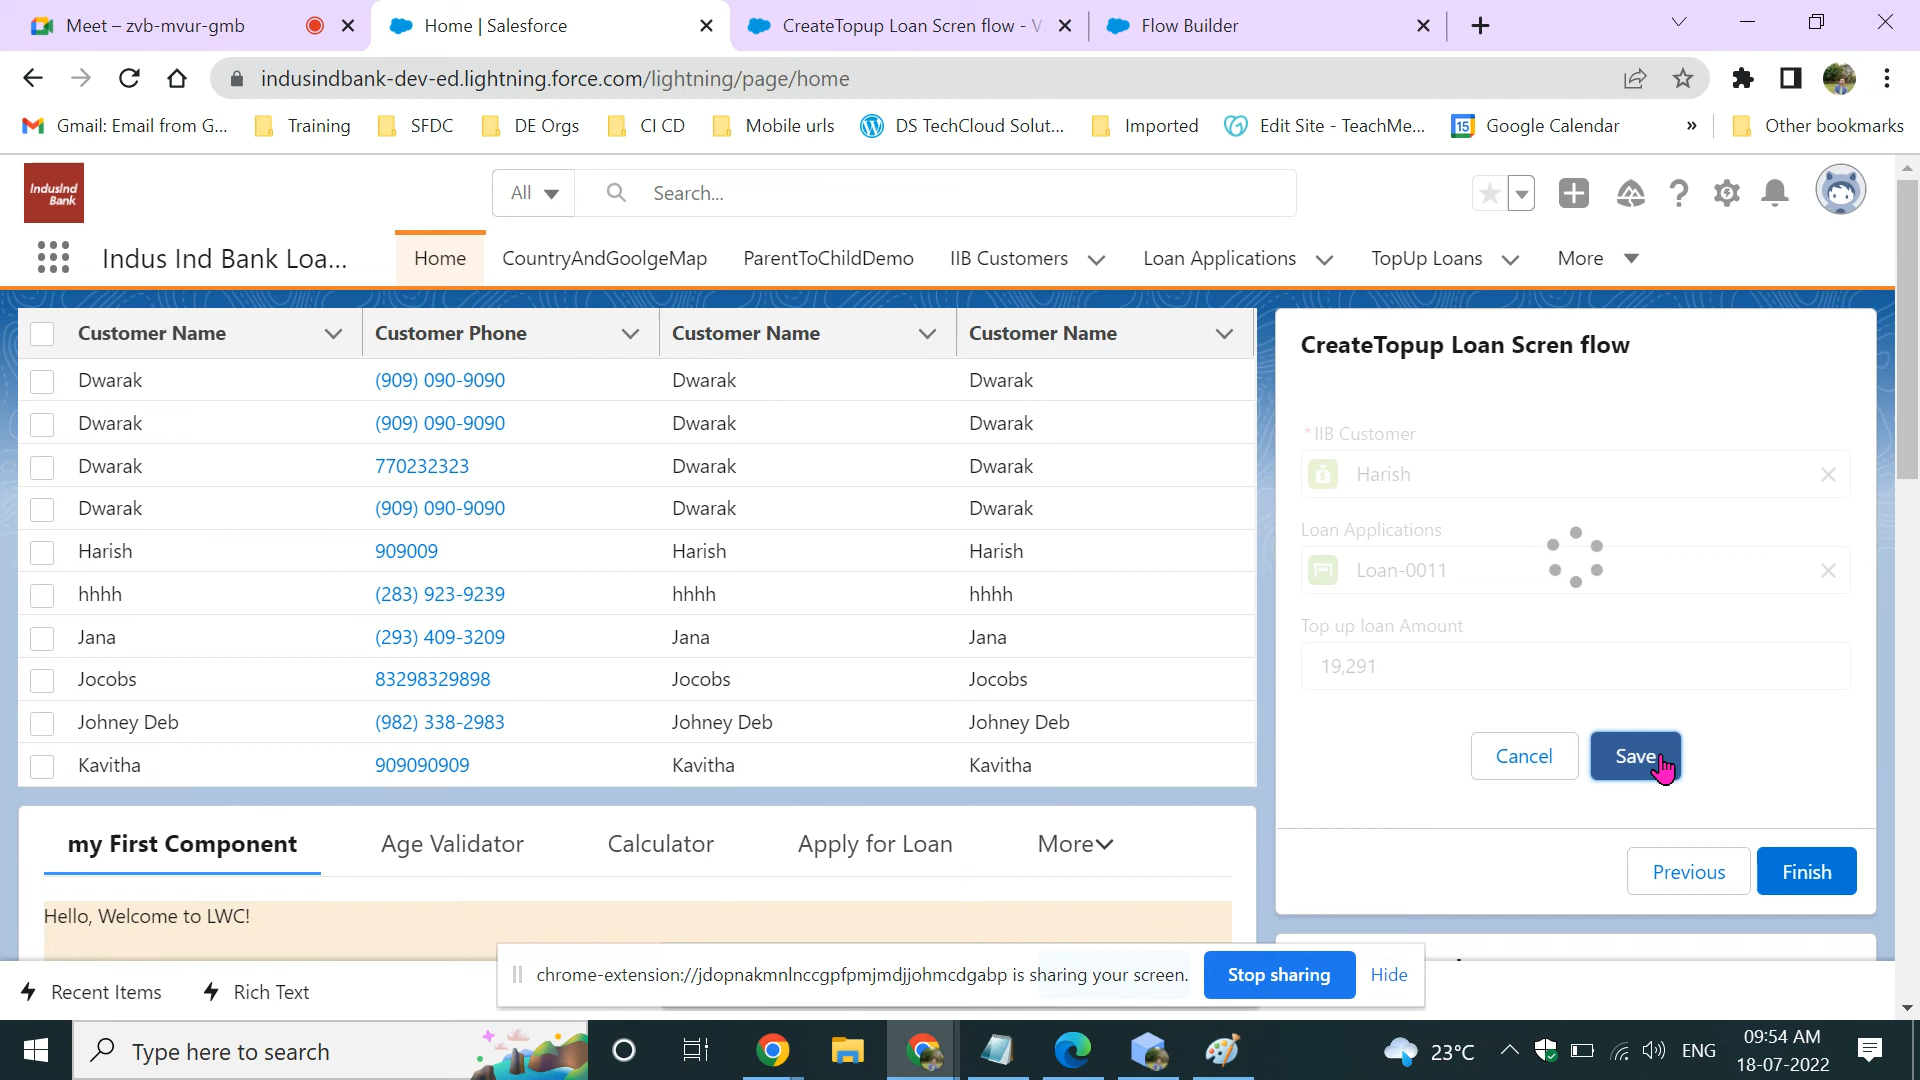 Meet – zvb-mvur-gmb
Home | Salesforce
CreateTopup Loan Scren flow - V
Flow Builder
indusindbank-dev-ed.lightning.force.com/lightning/page/home
Gmail: Email from G...
Training
SFDC
DE Orgs
CI CD
Mobile urls
DS TechCloud Solut...
Imported
Edit Site - TeachMe...
15
Google Calendar
»
Other bookmarks
IndusInd
Bank
All
Search...
Indus Ind Bank Loa...
Home
CountryAndGoolgeMap
ParentToChildDemo
IIB Customers
Loan Applications
TopUp Loans
More
Customer Name Customer Phone Customer Name Customer Name
Dwarak (909) 090-9090 Dwarak Dwarak
Dwarak (909) 090-9090 Dwarak Dwarak
Dwarak 770232323 Dwarak Dwarak
Dwarak (909) 090-9090 Dwarak Dwarak
Harish 909009 Harish Harish
hhhh (283) 923-9239 hhhh hhhh
Jana (293) 409-3209 Jana Jana
Jocobs 83298329898 Jocobs Jocobs
Johney Deb (982) 338-2983 Johney Deb Johney Deb
Kavitha 909090909 Kavitha Kavitha
CreateTopup Loan Scren flow
* IIB Customer
Harish
Loan Applications
Loan-0011
Top up loan Amount
19,291
Cancel
Save
Previous
Finish
my First Component
Age Validator
Calculator
Apply for Loan
More
Hello, Welcome to LWC!
chrome-extension://jdopnakmnlnccgpfpmjmdjjohmcdgabp is sharing your screen.
Stop sharing
Hide
Recent Items
Rich Text
Type here to search
23°C
ENG
09:54 AM
18-07-2022